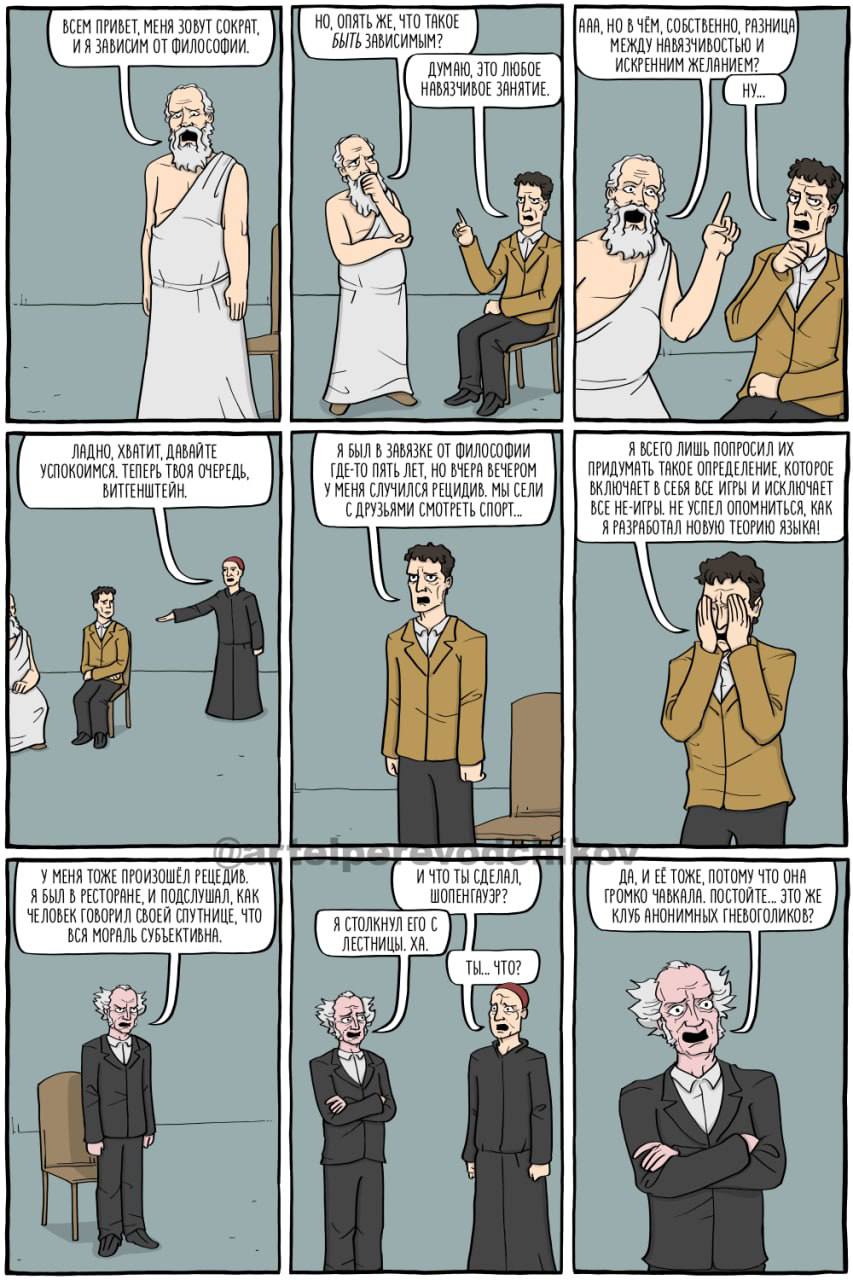 ВСЕМ ПРИВЕТ, МЕНЯ ЗОВУТ СОКРАТ,
И Я ЗАВИСИМ ОТ ФИЛОСОФИИ.
НО, ОПЯТЬ ЖЕ, ЧТО ТАКОЕ
БЫТЬ ЗАВИСИМЫМ?
ДУМАЮ, ЭТО ЛЮБОЕ
НАВЯЗЧИВОЕ ЗАНЯТИЕ.
ААА, НО В ЧЁМ, СОБСТВЕННО, РАЗНИЦА
МЕЖДУ НАВЯЗЧИВОСТЬЮ И
ИСКРЕННИМ ЖЕЛАНИЕМ?
НУ...
ЛАДНО, ХВАТИТ, ДАВАЙТЕ
УСПОКОИМСЯ. ТЕПЕРЬ ТВОЯ ОЧЕРЕДЬ,
ВИТГЕНШТЕЙН.
Я БЫЛ В ЗАВЯЗКЕ ОТ ФИЛОСОФИИ
ГДЕ-ТО ПЯТЬ ЛЕТ, НО ВЧЕРА ВЕЧЕРОМ
У МЕНЯ СЛУЧИЛСЯ РЕЦИДИВ. МЫ СЕЛИ
С ДРУЗЬЯМИ СМОТРЕТЬ СПОРТ...
Я ВСЕГО ЛИШЬ ПОПРОСИЛ ИХ
ПРИДУМАТЬ ТАКОЕ ОПРЕДЕЛЕНИЕ, КОТОРОЕ
ВКЛЮЧАЕТ В СЕБЯ ВСЕ ИГРЫ И ИСКЛЮЧАЕТ
ВСЕ НЕ-ИГРЫ. НЕ УСПЕЛ ОПОМНИТЬСЯ, КАК
Я РАЗРАБОТАЛ НОВУЮ ТЕОРИЮ ЯЗЫКА!
@artelperevodchikov
У МЕНЯ ТОЖЕ ПРОИЗОШЁЛ РЕЦЕДИВ.
Я БЫЛ В РЕСТОРАНЕ, И ПОДСЛУШАЛ, КАК
ЧЕЛОВЕК ГОВОРИЛ СВОЕЙ СПУТНИЦЕ, ЧТО
ВСЯ МОРАЛЬ СУБЪЕКТИВНА.
И ЧТО ТЫ СДЕЛАЛ,
ШОПЕНГАУЭР?
Я СТОЛКНУЛ ЕГО С
ЛЕСТНИЦЫ. ХА.
ТЫ... ЧТО?
ДА, И ЕЁ ТОЖЕ, ПОТОМУ ЧТО ОНА
ГРОМКО ЧАВКАЛА. ПОСТОЙТЕ... ЭТО ЖЕ
КЛУБ АНОНИМНЫХ ГНЕВОГОЛИКОВ?